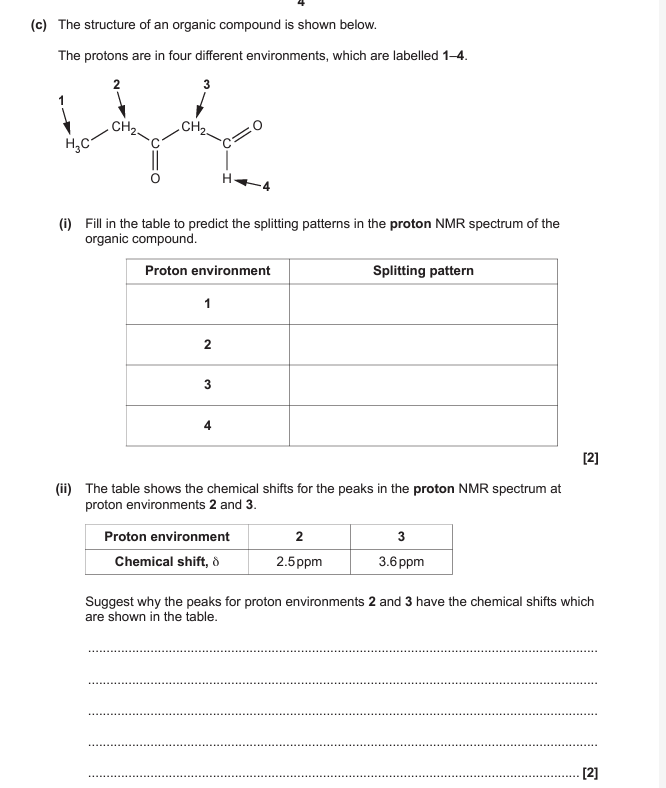 4
(c) The structure of an organic compound is shown below.
The protons are in four different environments, which are labelled 1–4.
2 3
1
CH2 CH2 O
H3C C C
O H 4
(i) Fill in the table to predict the splitting patterns in the proton NMR spectrum of the
organic compound.
Proton environment Splitting pattern
1
2
3
4
[2]
(ii) The table shows the chemical shifts for the peaks in the proton NMR spectrum at
proton environments 2 and 3.
Proton environment 2 3
Chemical shift, δ 2.5 ppm 3.6 ppm
Suggest why the peaks for proton environments 2 and 3 have the chemical shifts which
are shown in the table.
[2]